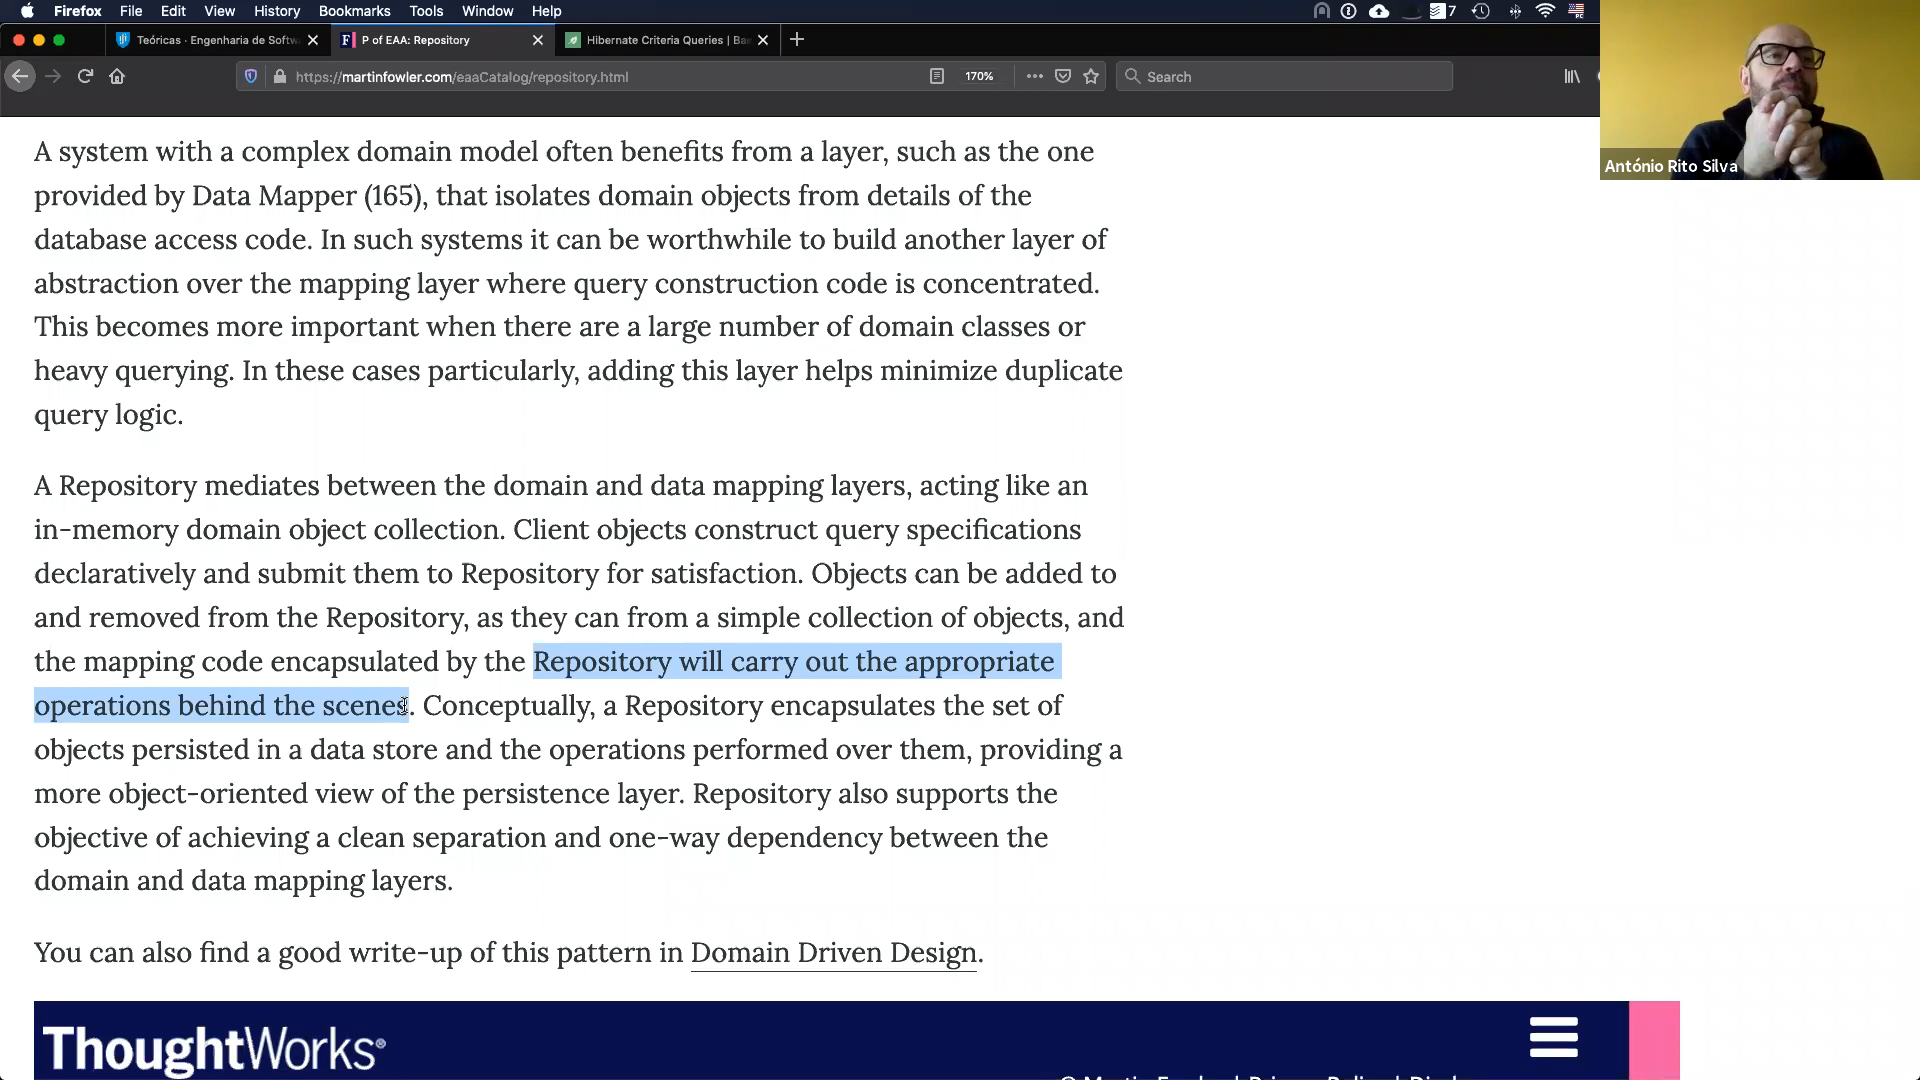 Firefox File Edit View History Bookmarks Tools Window Help 7
Teóricas · Engenharia de Softw P of EAA: Repository Hibernate Criteria Queries | Ba
https://martinfowler.com/eaaCatalog/repository.html 170% Search
António Rito Silva
A system with a complex domain model often benefits from a layer, such as the one
provided by Data Mapper (165), that isolates domain objects from details of the
database access code. In such systems it can be worthwhile to build another layer of
abstraction over the mapping layer where query construction code is concentrated.
This becomes more important when there are a large number of domain classes or
heavy querying. In these cases particularly, adding this layer helps minimize duplicate
query logic.
A Repository mediates between the domain and data mapping layers, acting like an
in-memory domain object collection. Client objects construct query specifications
declaratively and submit them to Repository for satisfaction. Objects can be added to
and removed from the Repository, as they can from a simple collection of objects, and
the mapping code encapsulated by the Repository will carry out the appropriate
operations behind the scenes. Conceptually, a Repository encapsulates the set of
objects persisted in a data store and the operations performed over them, providing a
more object-oriented view of the persistence layer. Repository also supports the
objective of achieving a clean separation and one-way dependency between the
domain and data mapping layers.
You can also find a good write-up of this pattern in Domain Driven Design.
ThoughtWorks®